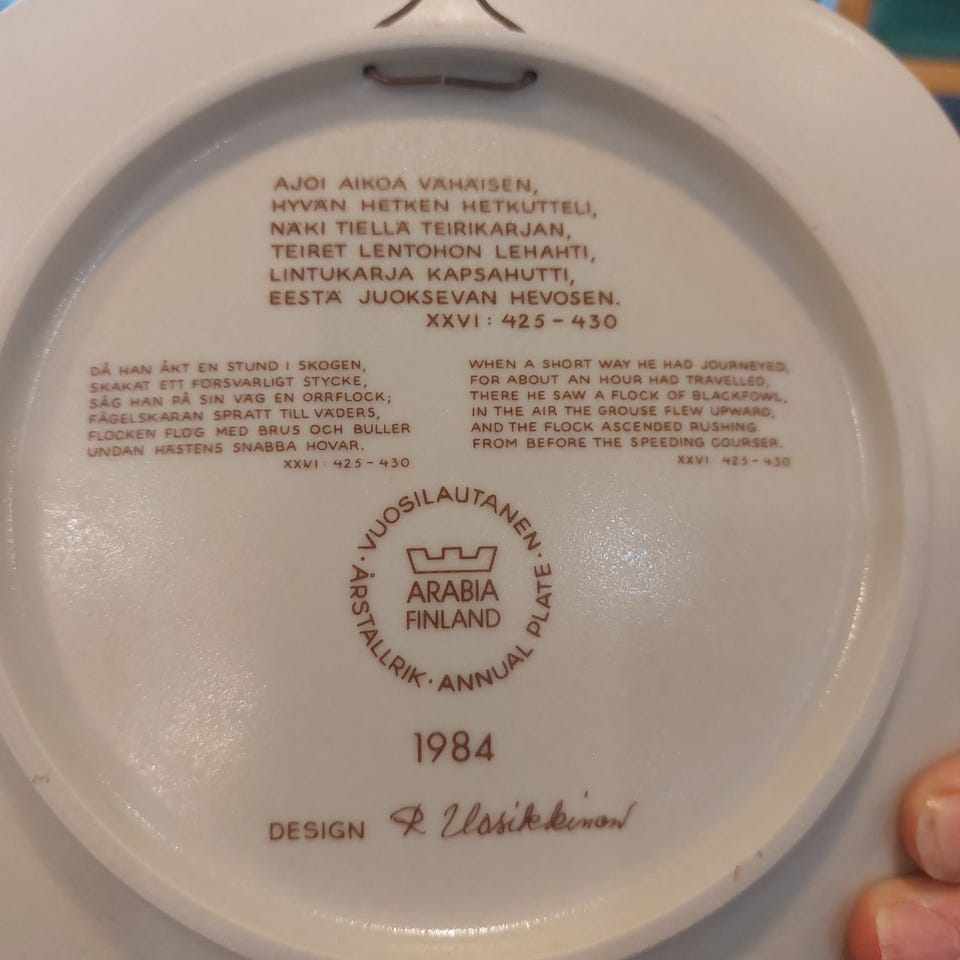 AJOI AIKOA VÄHÄISEN,
HYVÄN HETKEN HETKUTTELI,
NÄKI TIELLÄ TEIRIKARJAN,
TEIRET LENTOHON LEHAHTI,
LINTUKARJA KAPSAHUTTI,
EESTÄ JUOKSEVAN HEVOSEN.
XXVI: 425-430
DÅ HAN ÅKT EN STUND I SKOGEN,
SKAKAT ETT FÖRSVARLIGT STYCKE,
SÅG HAN PÅ SIN VÄG EN ORRFLOCK;
FÅGELSKARAN SPRATT TILL VÄDERS,
FLOCKEN FLÖG MED BRUS OCH BULLER
UNDAN HÄSTENS SNABBA HOVAR.
XXVI: 425-430
WHEN A SHORT WAY HE HAD JOURNEYED,
FOR ABOUT AN HOUR HAD TRAVELLED,
THERE HE SAW A FLOCK OF BLACKFOWL,
IN THE AIR THE GROUSE FLEW UPWARD,
AND THE FLOCK ASCENDED RUSHING
FROM BEFORE THE SPEEDING COURSER.
XXVI 425-430
·VUOSILAUTANEN·
ARABIA
FINLAND
ÅRSTALLRIK·ANNUAL PLATE·
1984
DESIGN R Uosikkinen